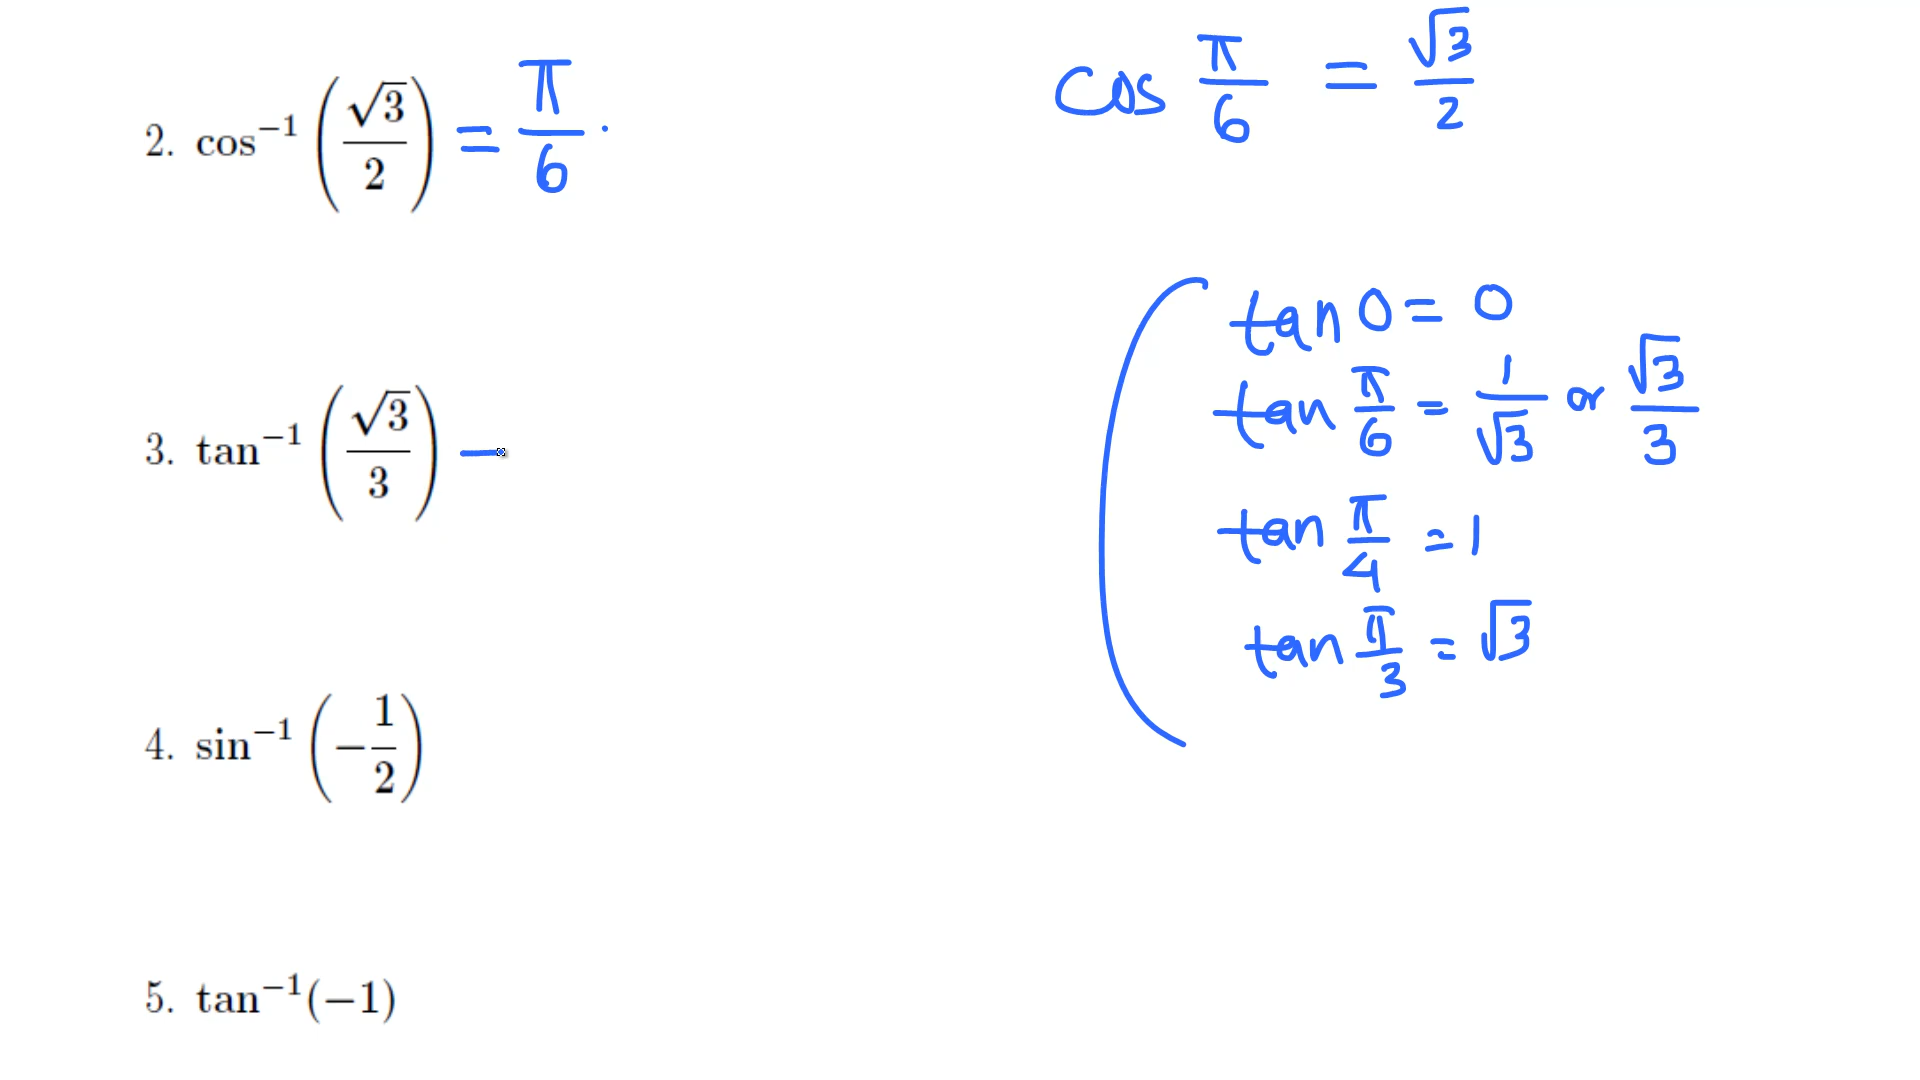 2. cos⁻¹(√3/2) = π/6 .
cos π/6 = √3/2
3. tan⁻¹(√3/3) –
tan 0 = 0
tan π/6 = 1/√3 or √3/3
tan π/4 = 1
tan π/3 = √3
4. sin⁻¹(−1/2)
5. tan⁻¹(−1)